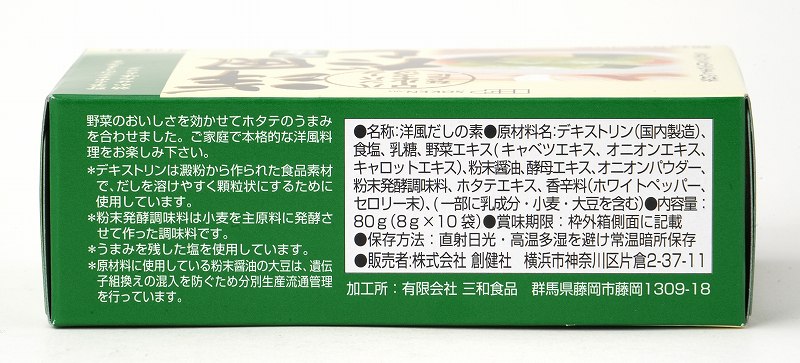 野菜のおいしさを効かせてホタテのうまみ
を合わせました。ご家庭で本格的な洋風料
理をお楽しみ下さい。
*デキストリンは澱粉から作られた食品素材
で、だしを溶けやすく顆粒状にするために
使用しています。
*粉末発酵調味料は小麦を主原料に発酵さ
せて作った調味料です。
*うまみを残した塩を使用しています。
*原材料に使用している粉末醤油の大豆は、遺伝
子組換えの混入を防ぐため分別生産流通管理
を行っています。
●名称:洋風だしの素●原材料名:デキストリン(国内製造)、
食塩、乳糖、野菜エキス(キャベツエキス、オニオンエキス、
キャロットエキス)、粉末醤油、酵母エキス、オニオンパウダー、
粉末発酵調味料、ホタテエキス、香辛料(ホワイトペッパー、
セロリー末)、(一部に乳成分・小麦・大豆を含む)●内容量:
80g(8g×10袋)●賞味期限:枠外箱側面に記載
●保存方法:直射日光・高温多湿を避け常温暗所保存
●販売者:株式会社 創健社 横浜市神奈川区片倉2-37-11
加工所:有限会社 三和食品 群馬県藤岡市藤岡1309-18